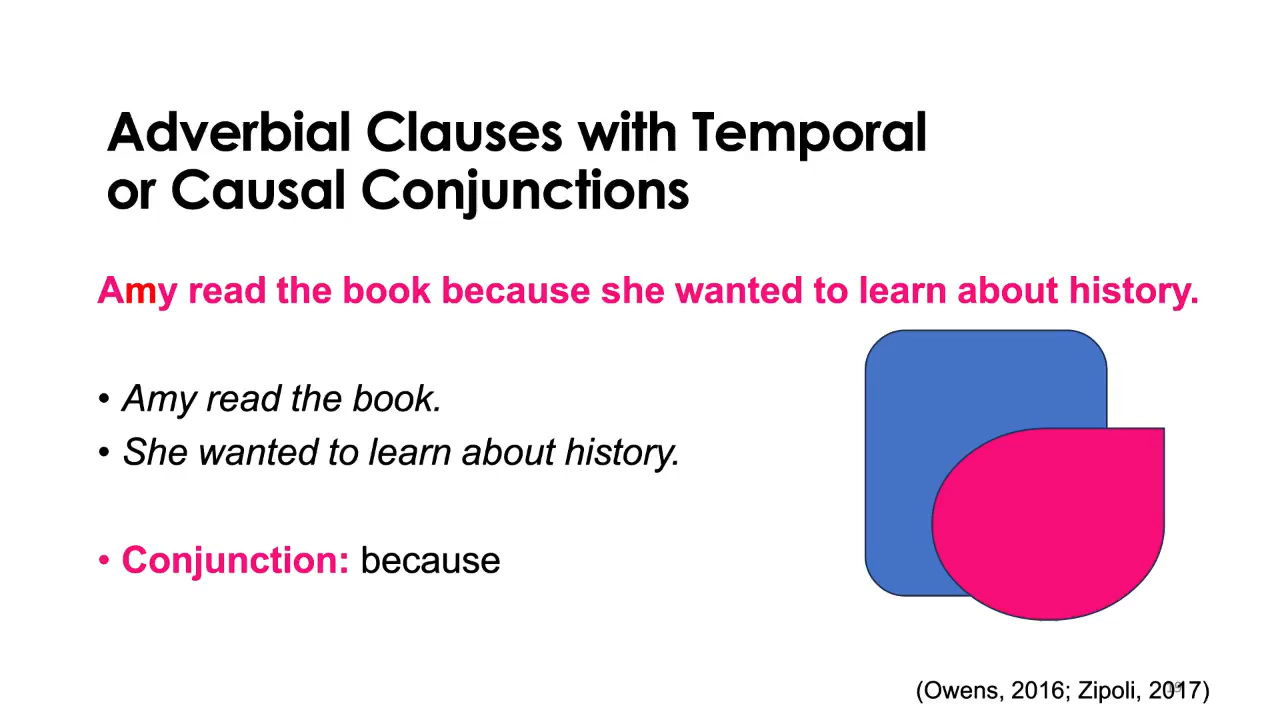 Adverbial Clauses with Temporal
or Causal Conjunctions
Amy read the book because she wanted to learn about history.
• Amy read the book.
• She wanted to learn about history.
• Conjunction: because
(Owens, 2016; Zipoli, 2017)